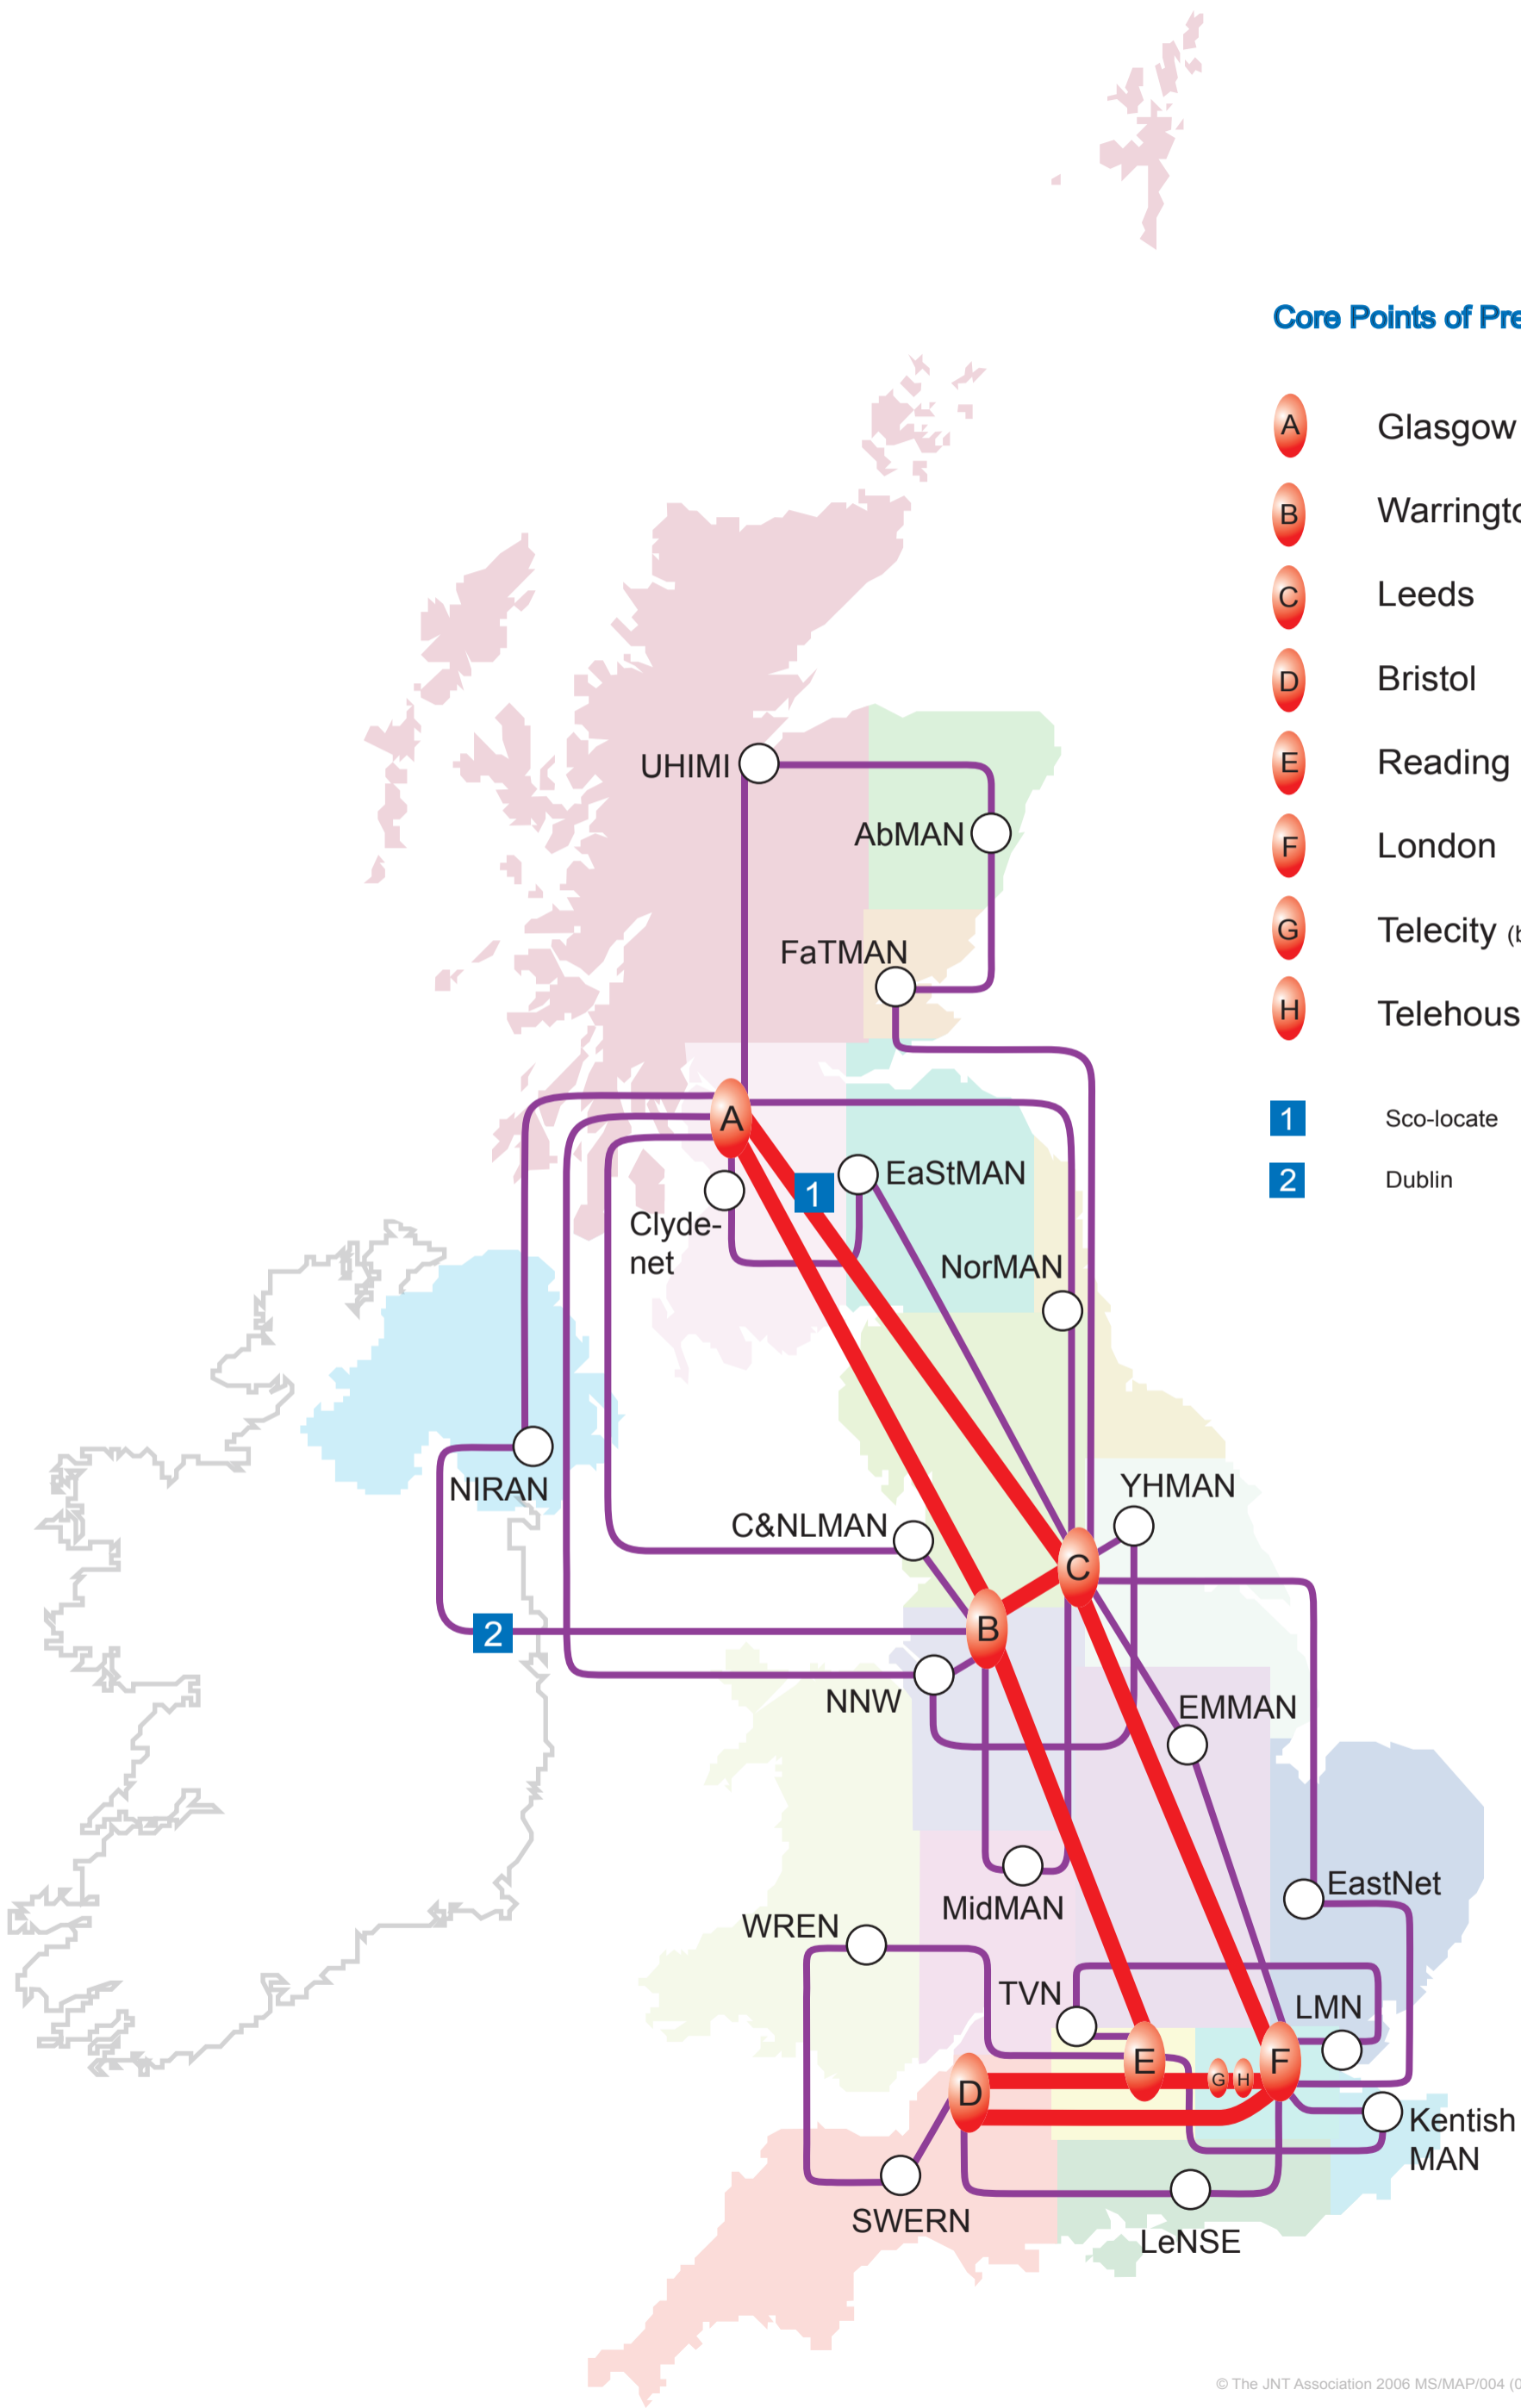 Core Points of Pre
A Glasgow
B Warringto
C Leeds
D Bristol
E Reading
F London
G Telecity (b
H Telehous
1 Sco-locate
2 Dublin
UHIMI
AbMAN
FaTMAN
A
1
EaStMAN
Clyde-
net
NorMAN
NIRAN
YHMAN
C&NLMAN
C
B
2
NNW
EMMAN
EastNet
MidMAN
WREN
TVN
LMN
E
F
G H
D
Kentish
MAN
SWERN
LeNSE
© The JNT Association 2006 MS/MAP/004 (0